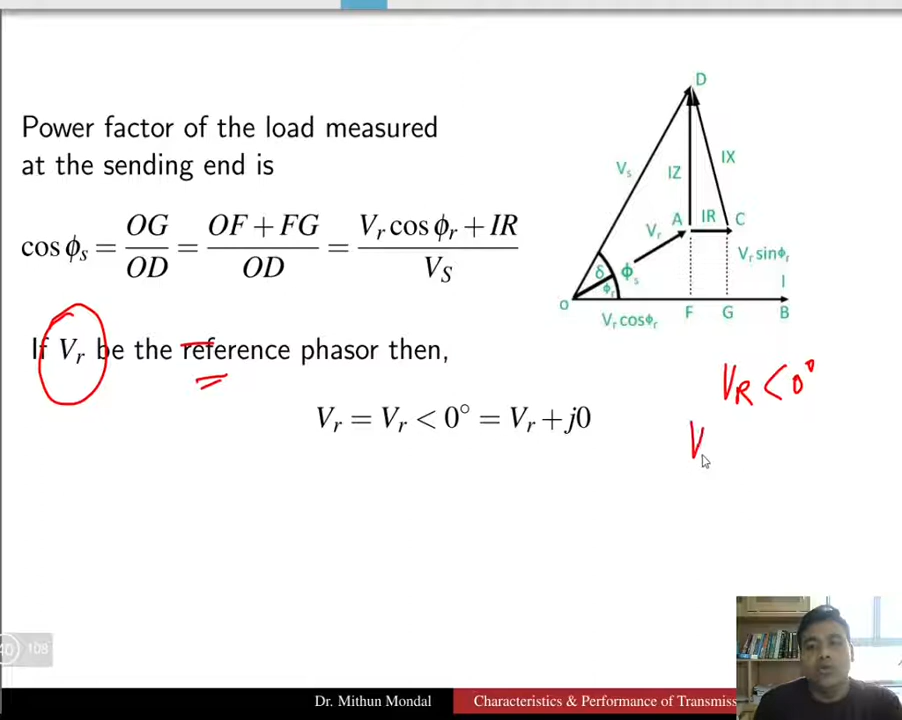 Power factor of the load measured
at the sending end is
cos ϕs = OG/OD = (OF + FG)/OD = (Vr cos ϕr + IR)/VS
If Vr be the reference phasor then,
Vr = Vr < 0° = Vr + j0
D
Vs IZ IX
A IR C
Vr
δ ϕs Vr sinϕr
ϕr I
O F G B
Vr cosϕr
VR < 0°
V
108
Dr. Mithun Mondal Characteristics & Performance of Transmiss